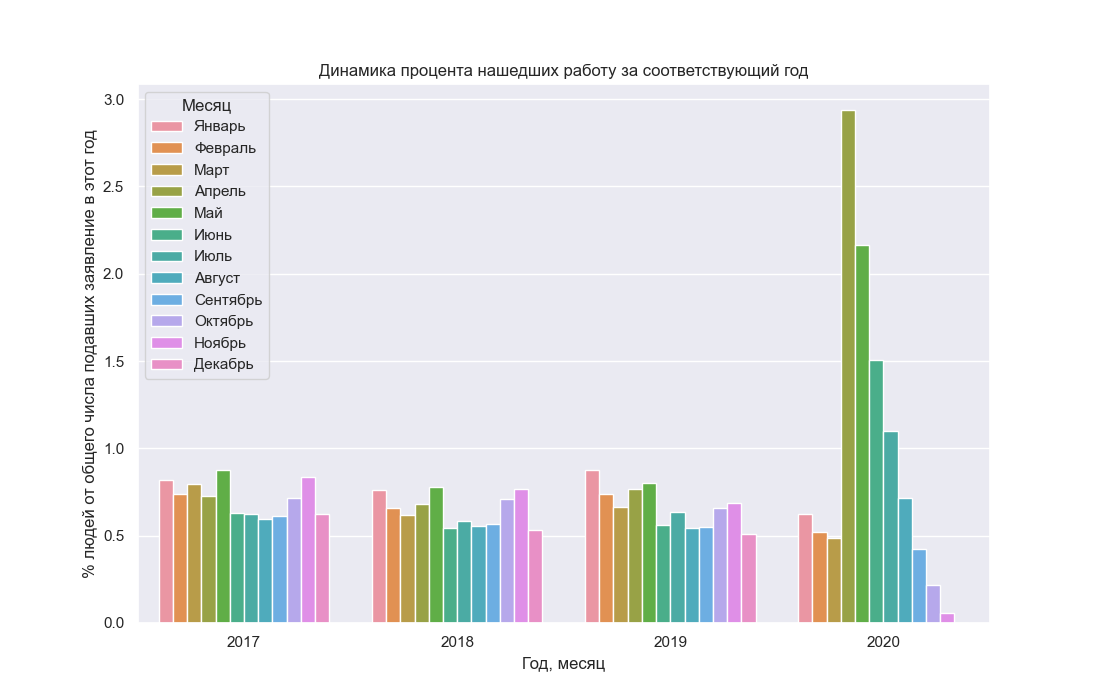 Динамика процента нашедших работу за соответствующий год
% людей от общего числа подавших заявление в этот год
3.0
2.5
2.0
1.5
1.0
0.5
0.0
Месяц
Январь
Февраль
Март
Апрель
Май
Июнь
Июль
Август
Сентябрь
Октябрь
Ноябрь
Декабрь
2017
2018
2019
2020
Год, месяц